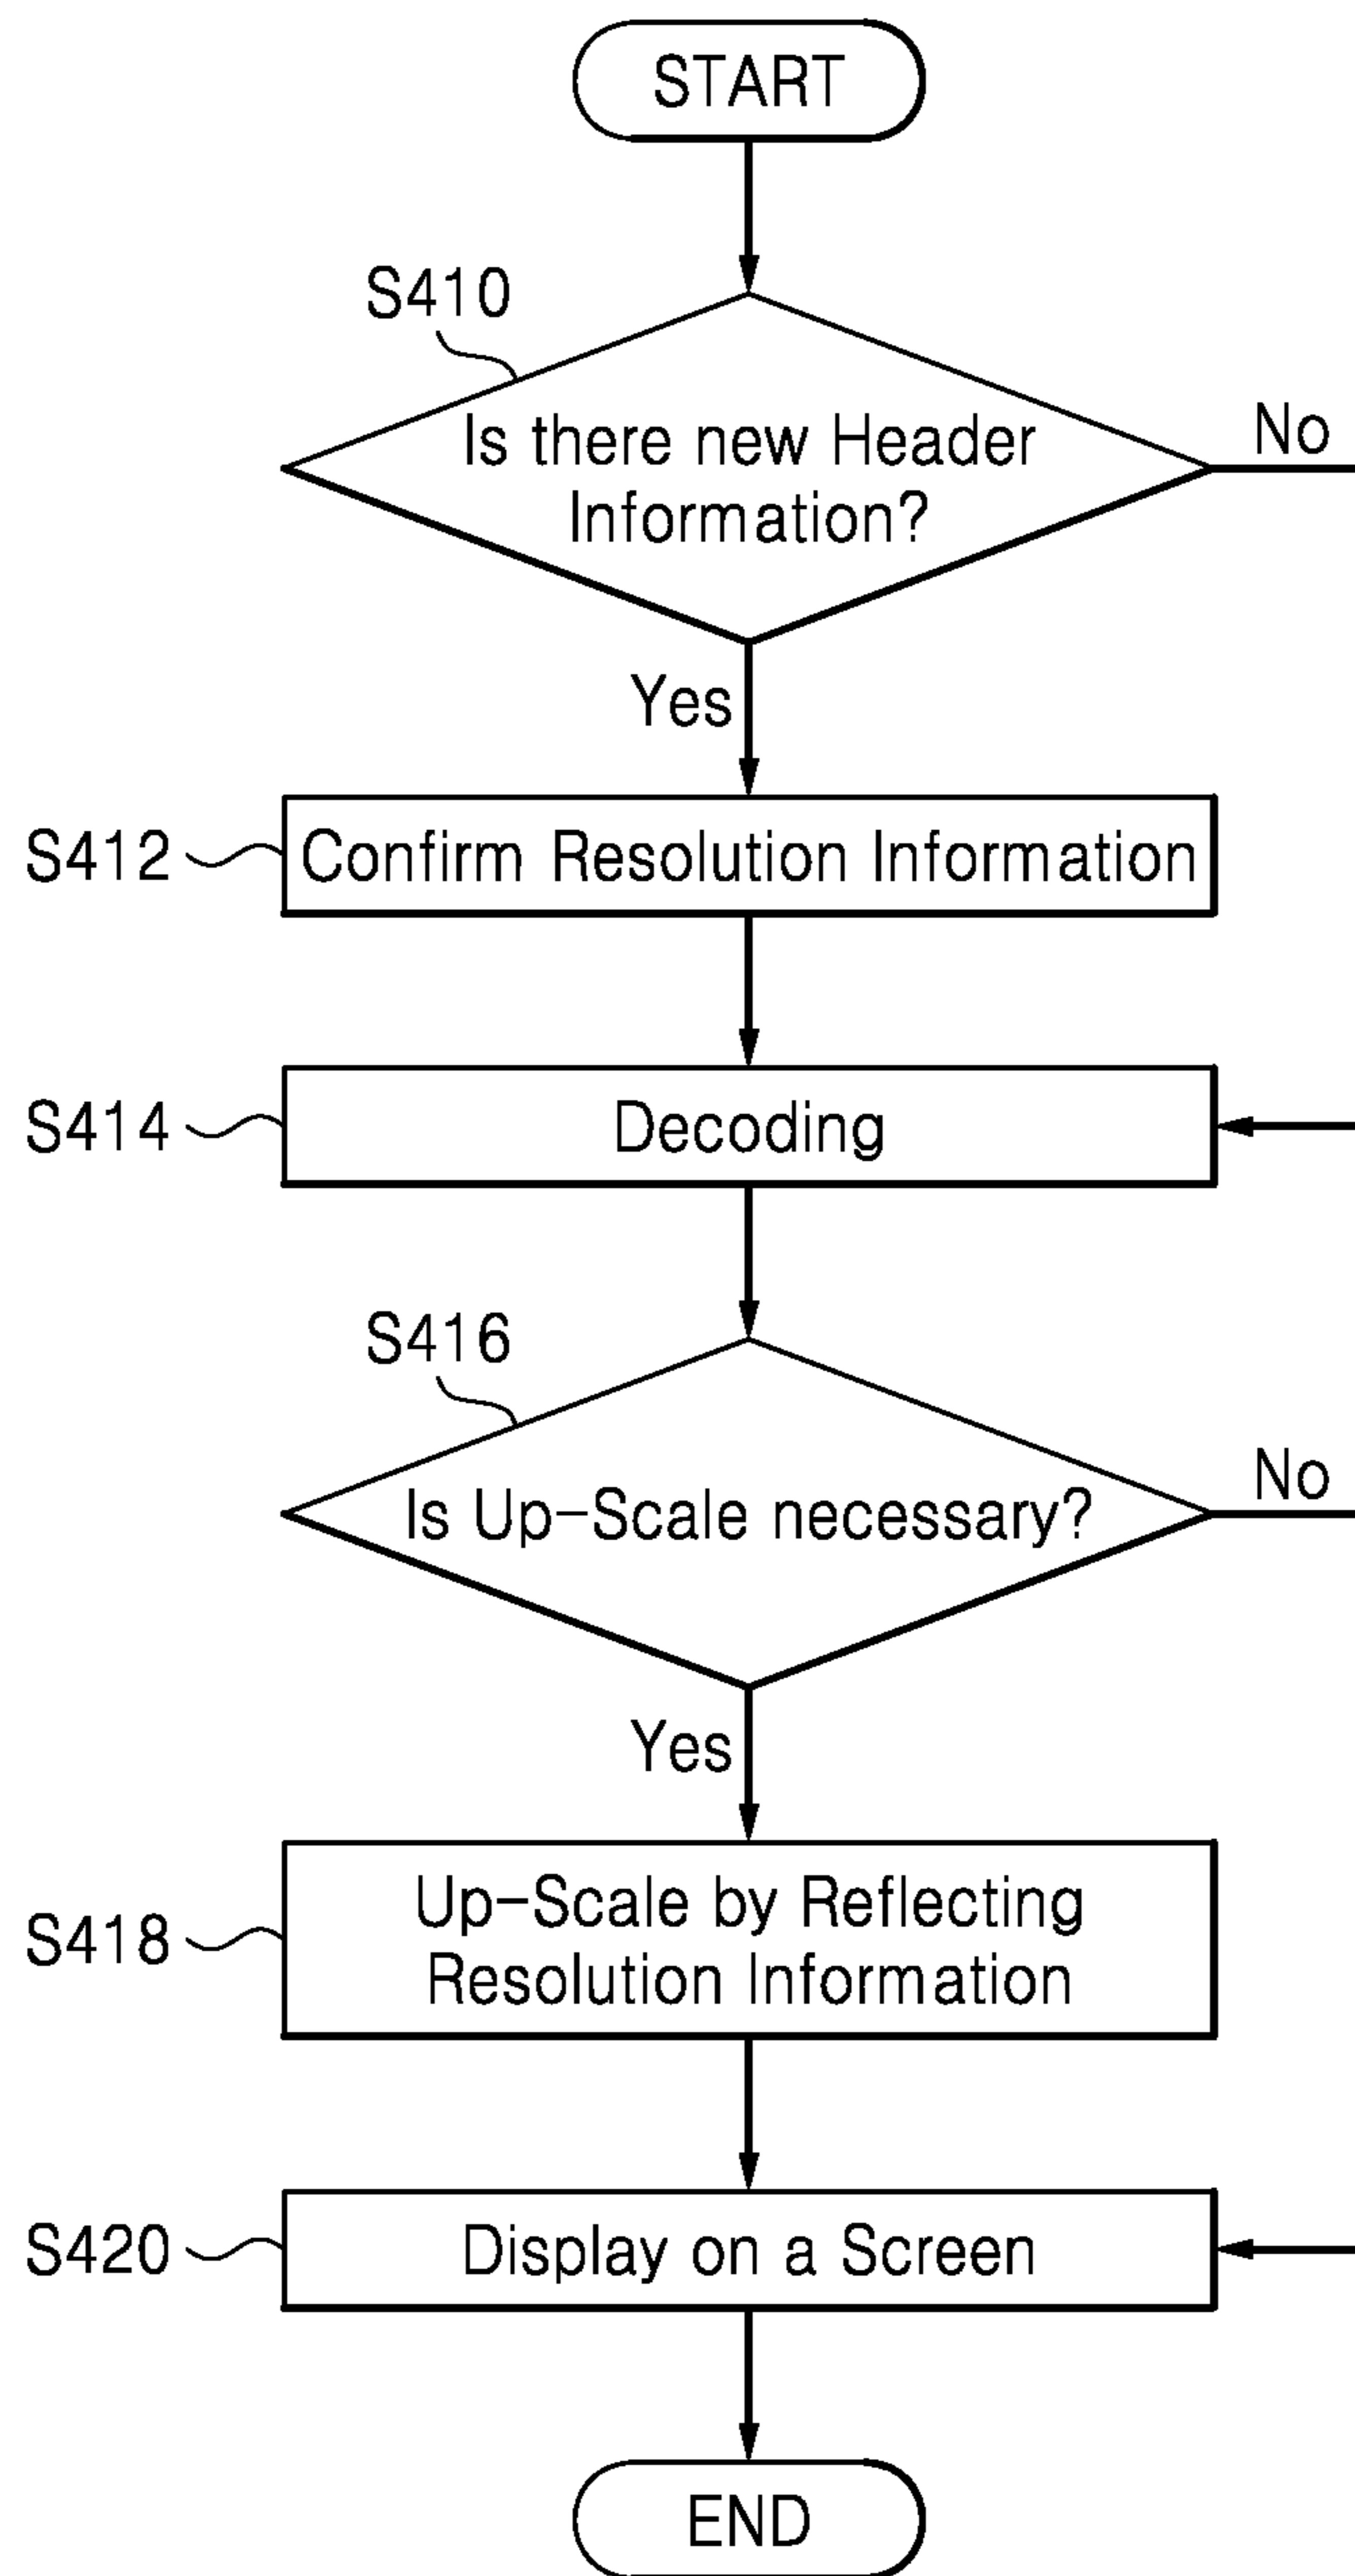 START
S410
Is there new Header
Information?
No
Yes
S412
Confirm Resolution Information
S414
Decoding
S416
Is Up-Scale necessary?
No
Yes
S418
Up-Scale by Reflecting
Resolution Information
S420
Display on a Screen
END